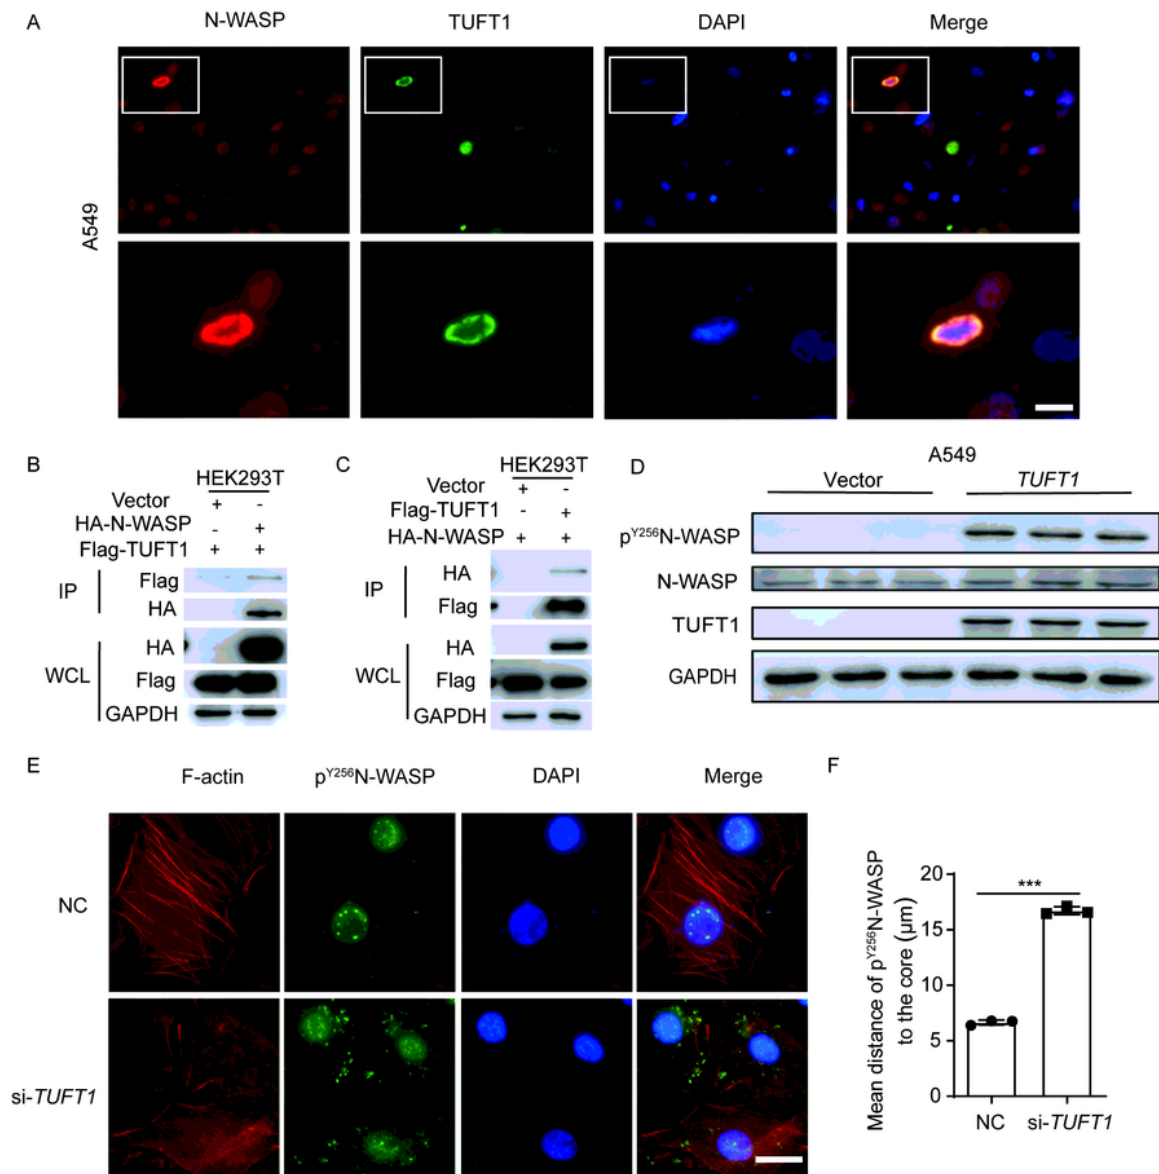 A
N-WASP TUFT1 DAPI Merge
A549
B
HEK293T
Vector + -
HA-N-WASP - +
Flag-TUFT1 + +
IP
Flag
HA
WCL
HA
Flag
GAPDH
C
HEK293T
Vector + -
Flag-TUFT1 - +
HA-N-WASP + +
IP
HA
Flag
WCL
HA
Flag
GAPDH
D
A549
Vector TUFT1
pY256N-WASP
N-WASP
TUFT1
GAPDH
E
F-actin pY256N-WASP DAPI Merge
NC
si-TUFT1
F
Mean distance of pY256N-WASP
to the core (μm)
20
15
10
5
0
***
NC si-TUFT1